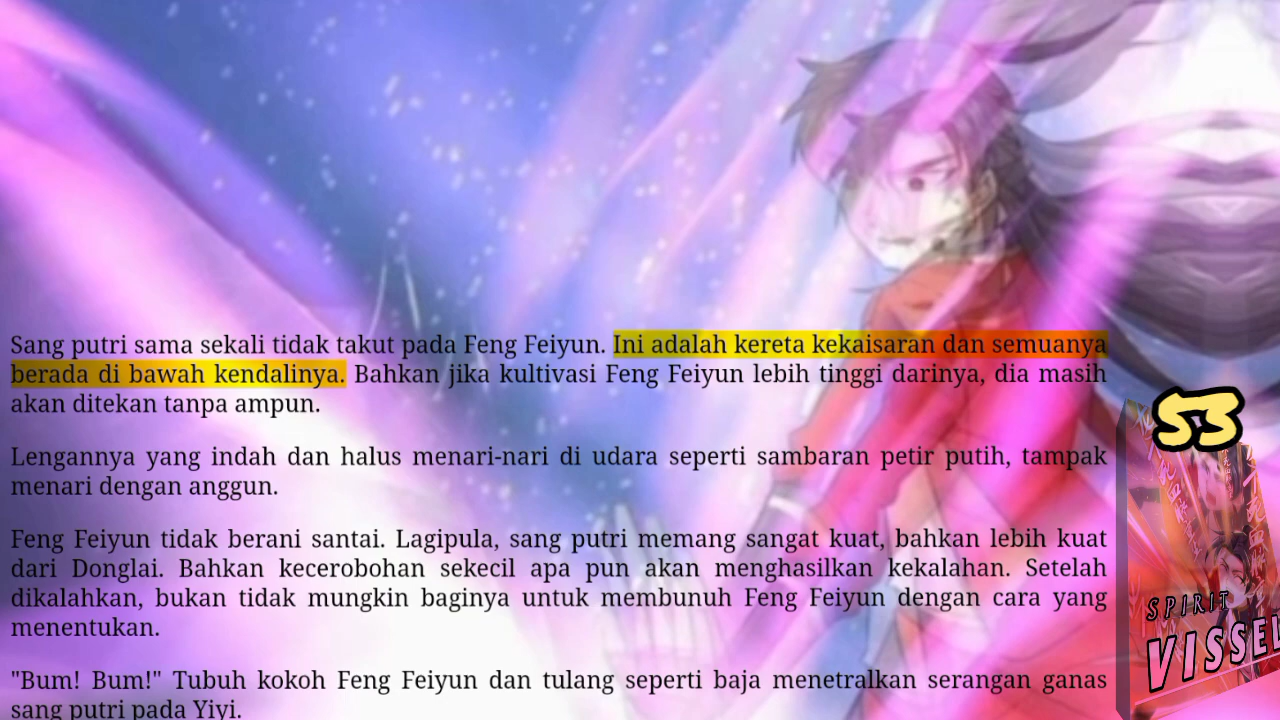 Sang putri sama sekali tidak takut pada Feng Feiyun. Ini adalah kereta kekaisaran dan semuanya
berada di bawah kendalinya. Bahkan jika kultivasi Feng Feiyun lebih tinggi darinya, dia masih
akan ditekan tanpa ampun.
Lengannya yang indah dan halus menari-nari di udara seperti sambaran petir putih, tampak
menari dengan anggun.
Feng Feiyun tidak berani santai. Lagipula, sang putri memang sangat kuat, bahkan lebih kuat
dari Donglai. Bahkan kecerobohan sekecil apa pun akan menghasilkan kekalahan. Setelah
dikalahkan, bukan tidak mungkin baginya untuk membunuh Feng Feiyun dengan cara yang
menentukan.
"Bum! Bum!" Tubuh kokoh Feng Feiyun dan tulang seperti baja menetralkan serangan ganas
sang putri pada Yiyi.
53
SPIRIT
VISSEL